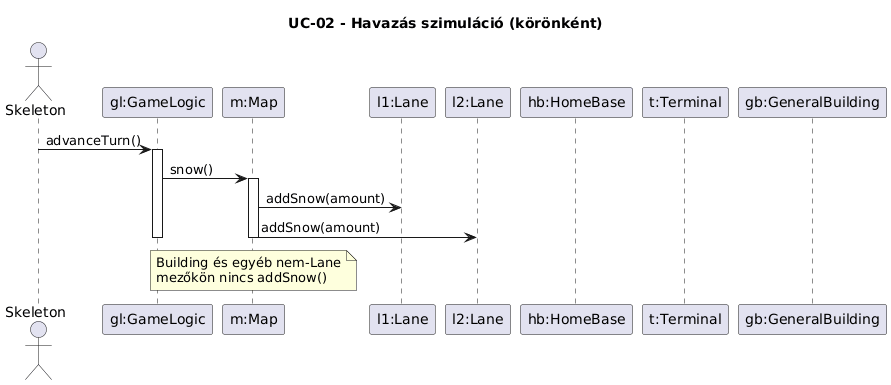 UC-02 - Havazás szimuláció (körönként)
Skeleton
gl:GameLogic
m:Map
l1:Lane
l2:Lane
hb:HomeBase
t:Terminal
gb:GeneralBuilding
advanceTurn()
snow()
addSnow(amount)
addSnow(amount)
Building és egyéb nem-Lane
mezőkön nincs addSnow()
Skeleton
gl:GameLogic
m:Map
l1:Lane
l2:Lane
hb:HomeBase
t:Terminal
gb:GeneralBuilding